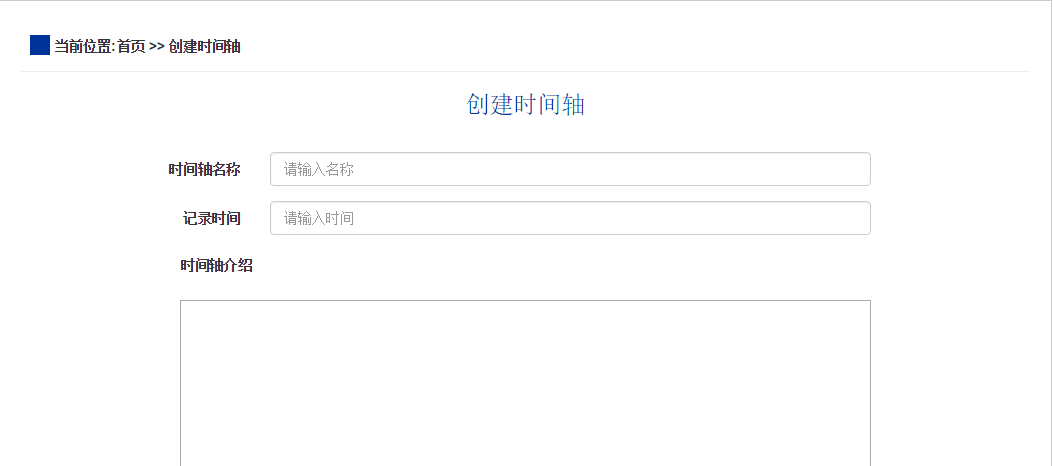 当前位置:首页 >> 创建时间轴
创建时间轴
时间轴名称 请输入名称
记录时间 请输入时间
时间轴介绍